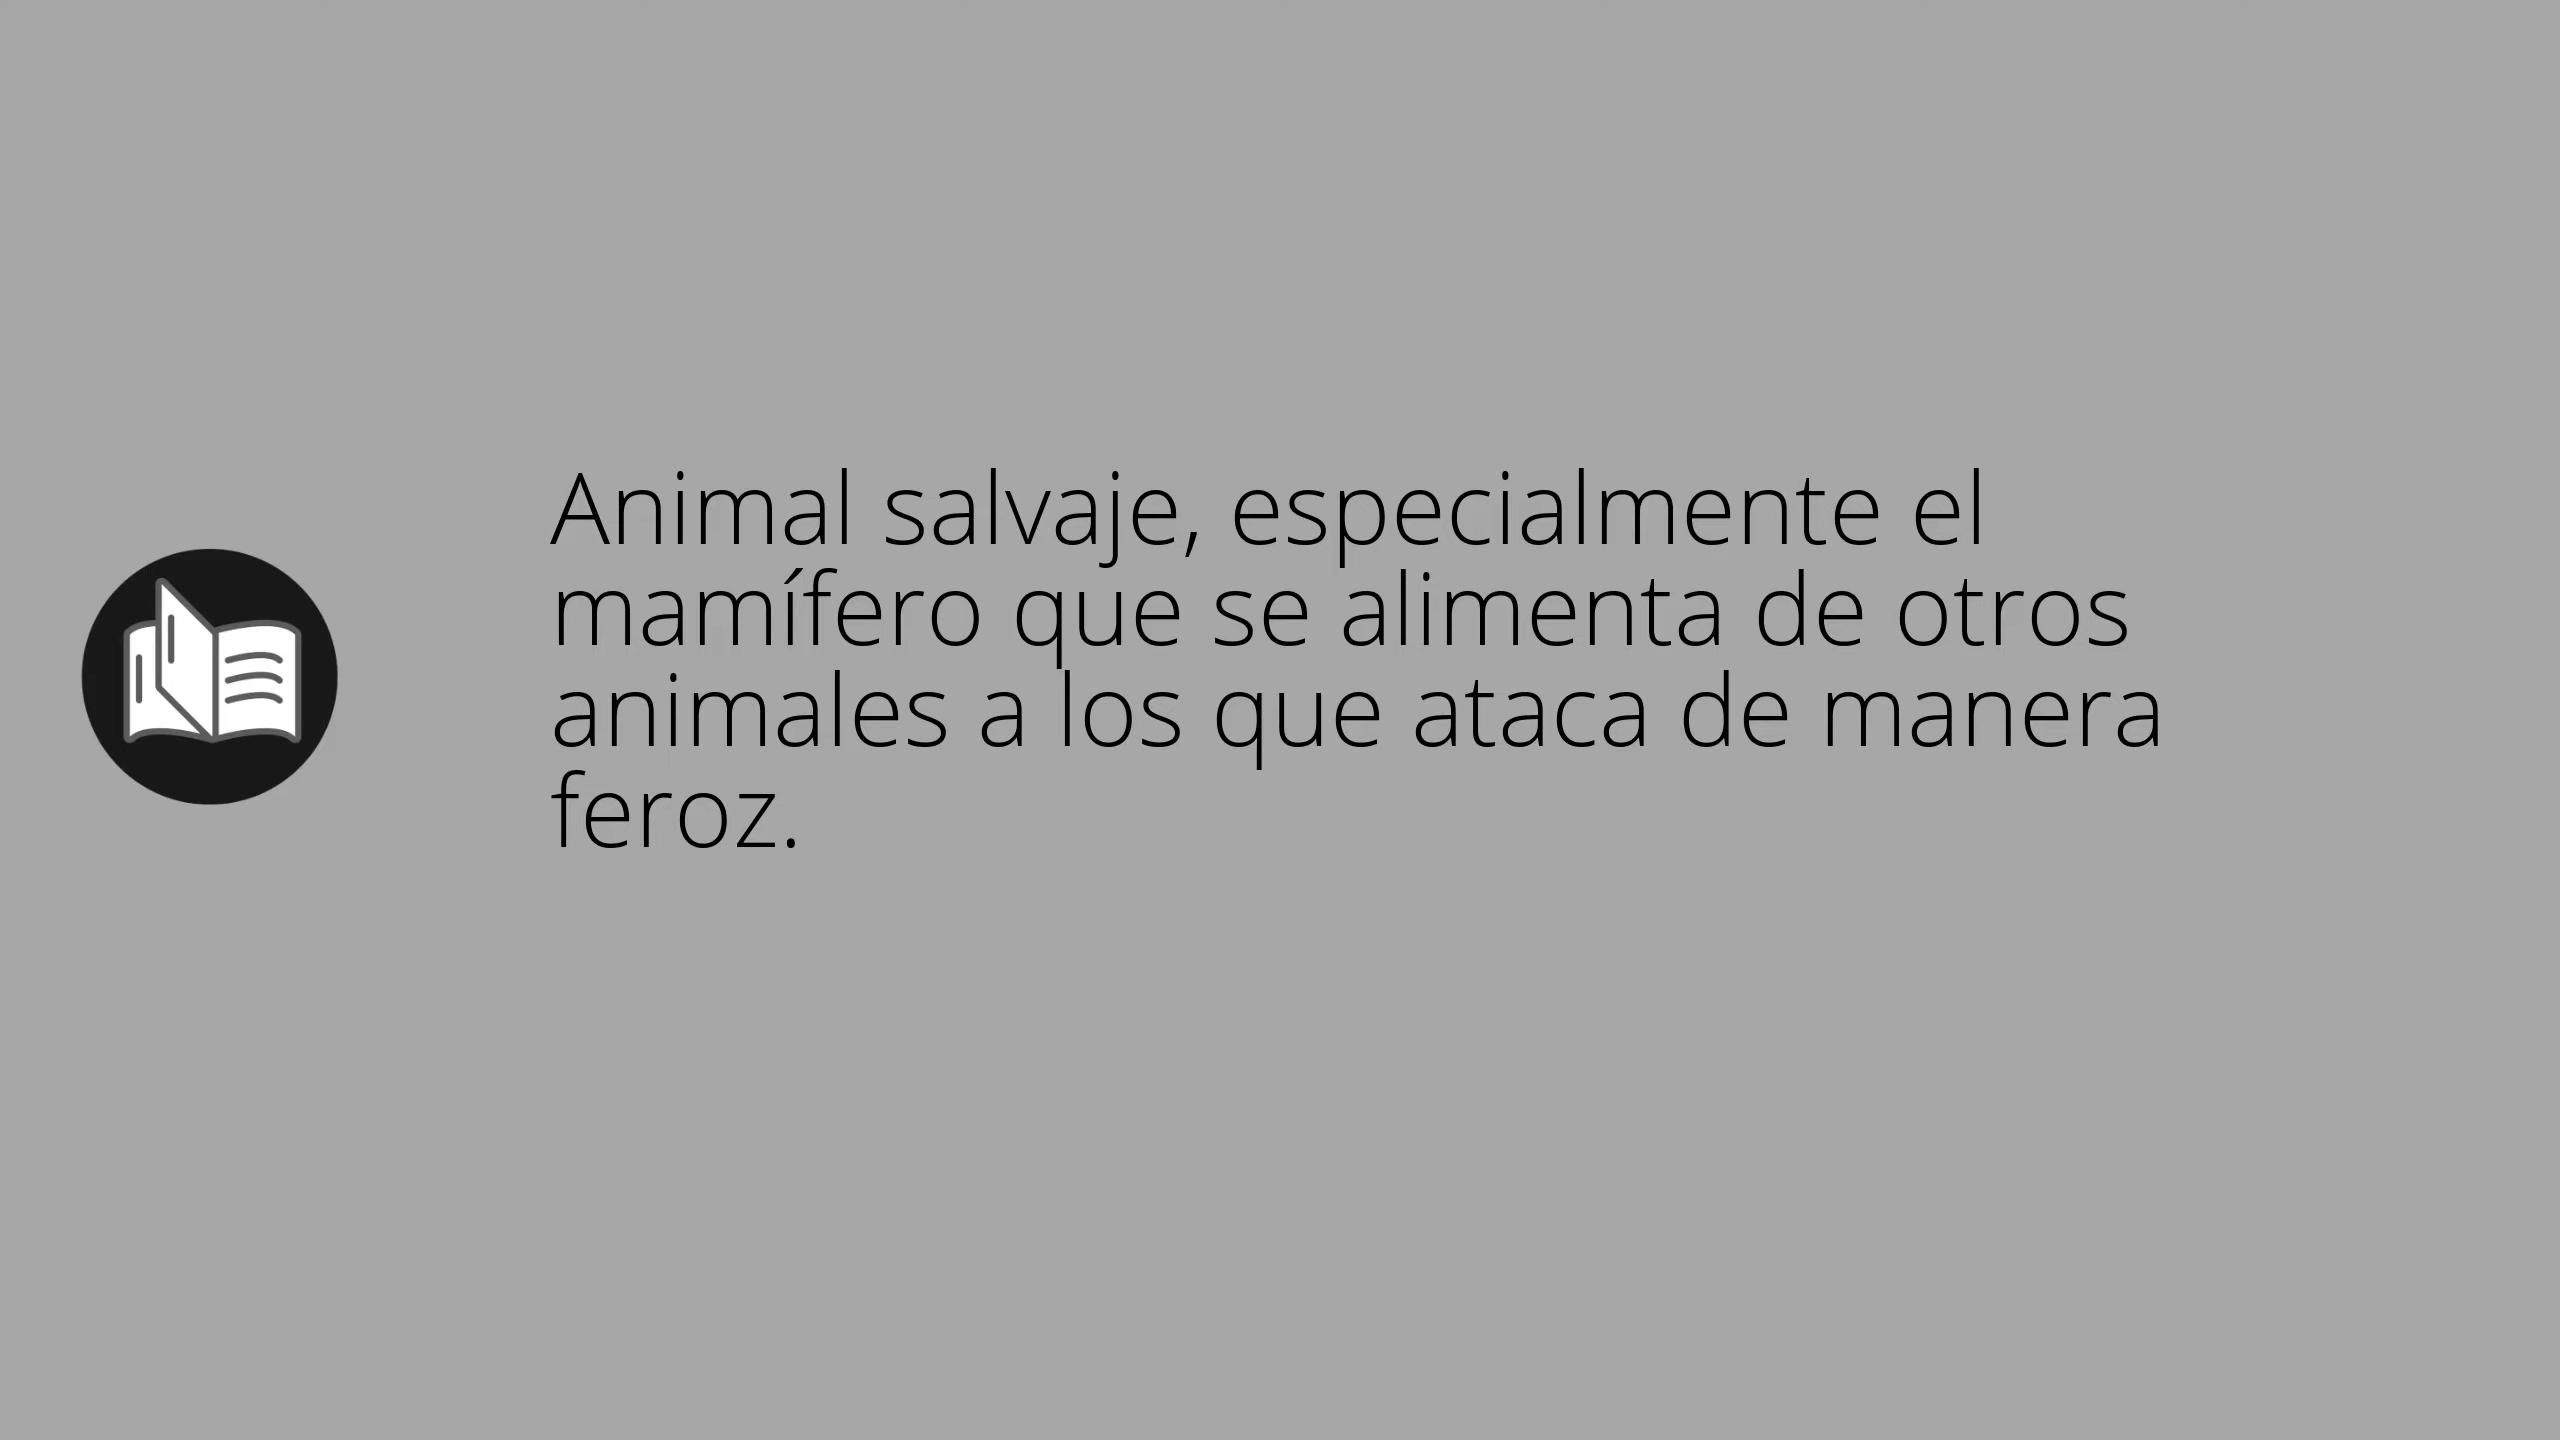 Animal salvaje, especialmente el
mamífero que se alimenta de otros
animales a los que ataca de manera
feroz.